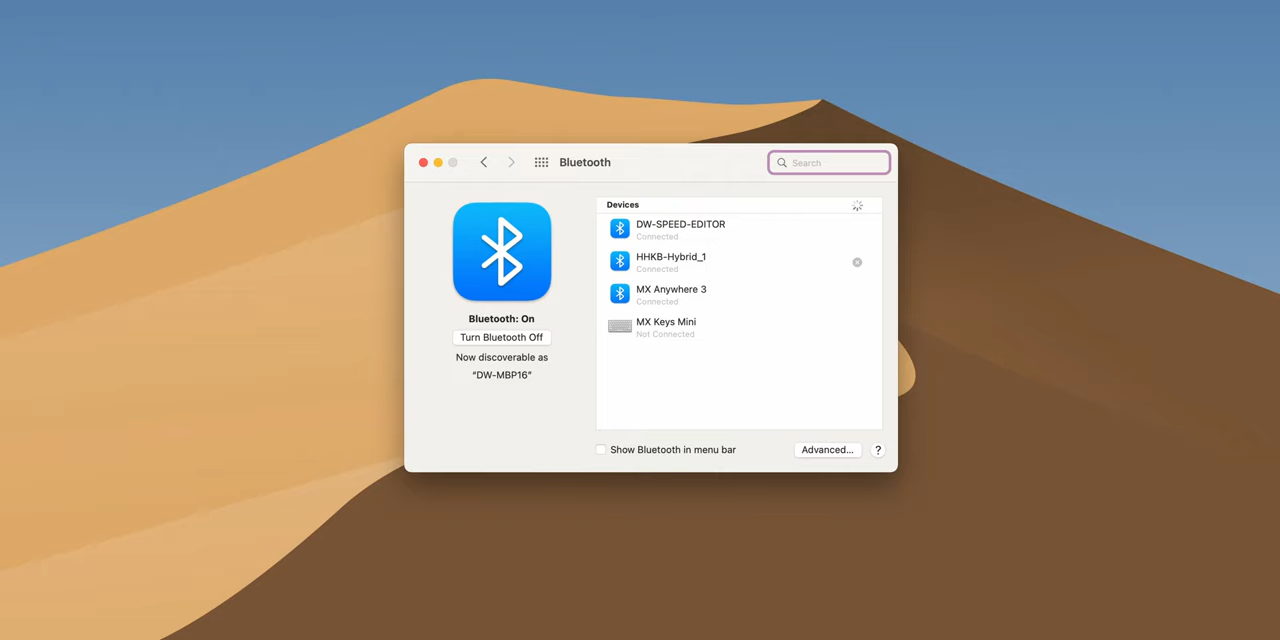 Bluetooth
Search
Devices
DW-SPEED-EDITOR
Connected
HHKB-Hybrid_1
Connected
MX Anywhere 3
Connected
MX Keys Mini
Not Connected
Bluetooth: On
Turn Bluetooth Off
Now discoverable as
“DW-MBP16”
Show Bluetooth in menu bar
Advanced...
?